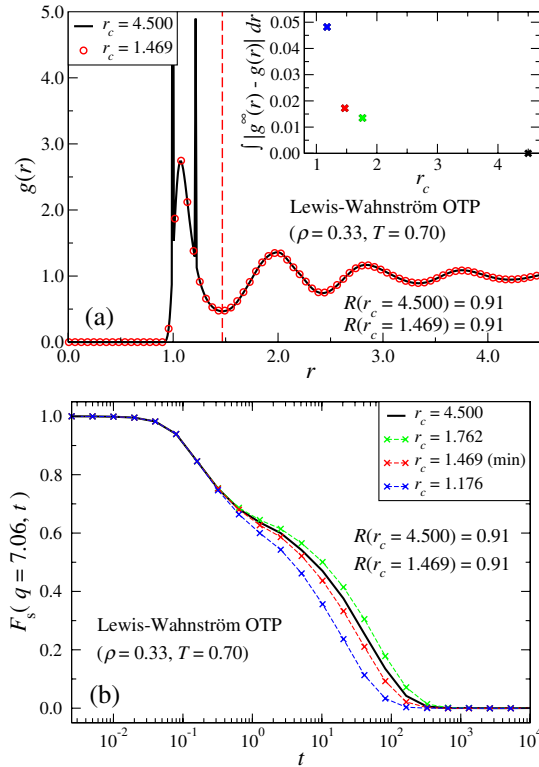 5.0
4.0
3.0
2.0
1.0
0.0
g(r)
r_c = 4.500
r_c = 1.469
0.05
0.04
0.03
0.02
0.01
0.00
∫ |g^∞(r) - g(r)| dr
1 2 3 4
r_c
Lewis-Wahnström OTP
(ρ = 0.33, T = 0.70)
R(r_c = 4.500) = 0.91
R(r_c = 1.469) = 0.91
(a)
0.0 1.0 2.0 3.0 4.0
r
1.0
0.8
0.6
0.4
0.2
0.0
F_s( q = 7.06, t )
r_c = 4.500
r_c = 1.762
r_c = 1.469 (min)
r_c = 1.176
R(r_c = 4.500) = 0.91
R(r_c = 1.469) = 0.91
Lewis-Wahnström OTP
(ρ = 0.33, T = 0.70)
(b)
10^-2 10^-1 10^0 10^1 10^2 10^3 10^4
t